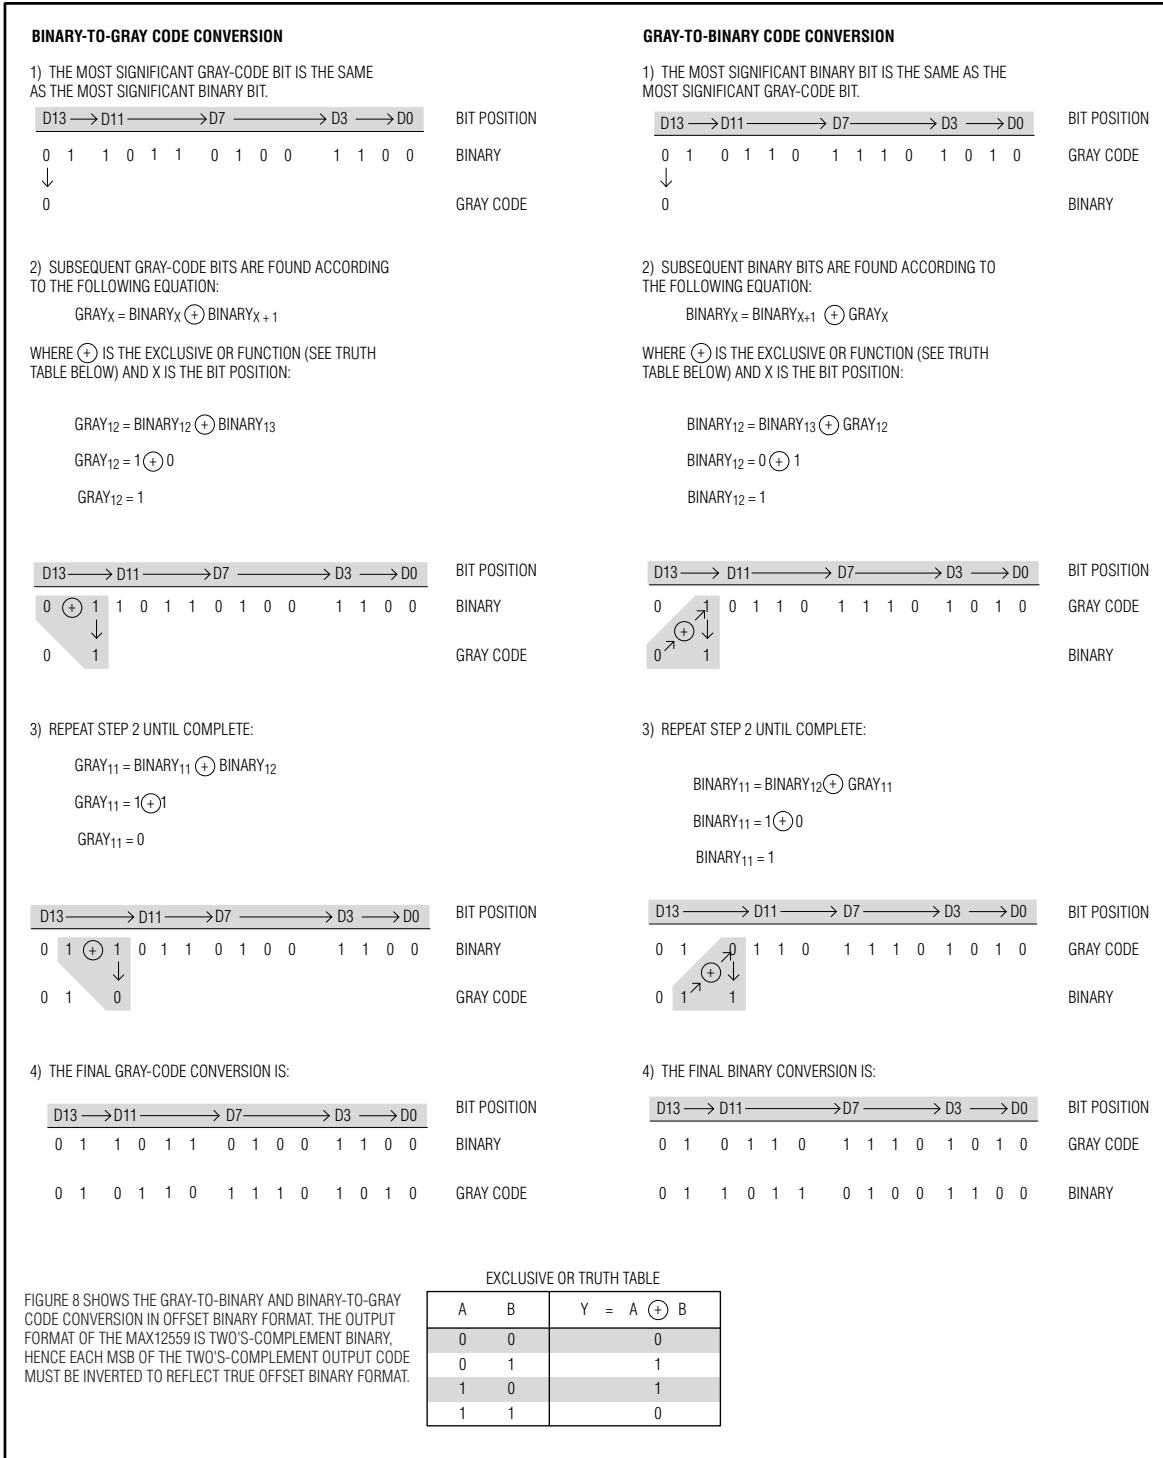 BINARY-TO-GRAY CODE CONVERSION
1) THE MOST SIGNIFICANT GRAY-CODE BIT IS THE SAME
AS THE MOST SIGNIFICANT BINARY BIT.
D13 → D11 → D7 → D3 → D0 BIT POSITION
0 1 1 0 1 1 0 1 0 0 1 1 0 0 BINARY
↓
0 GRAY CODE
2) SUBSEQUENT GRAY-CODE BITS ARE FOUND ACCORDING
TO THE FOLLOWING EQUATION:
GRAYX = BINARYX ⊕ BINARYX + 1
WHERE ⊕ IS THE EXCLUSIVE OR FUNCTION (SEE TRUTH
TABLE BELOW) AND X IS THE BIT POSITION:
GRAY12 = BINARY12 ⊕ BINARY13
GRAY12 = 1 ⊕ 0
GRAY12 = 1
D13 → D11 → D7 → D3 → D0 BIT POSITION
0 ⊕ 1 1 0 1 1 0 1 0 0 1 1 0 0 BINARY
↓
0 1 GRAY CODE
3) REPEAT STEP 2 UNTIL COMPLETE:
GRAY11 = BINARY11 ⊕ BINARY12
GRAY11 = 1 ⊕ 1
GRAY11 = 0
D13 → D11 → D7 → D3 → D0 BIT POSITION
0 1 ⊕ 1 0 1 1 0 1 0 0 1 1 0 0 BINARY
↓
0 1 0 GRAY CODE
4) THE FINAL GRAY-CODE CONVERSION IS:
D13 → D11 → D7 → D3 → D0 BIT POSITION
0 1 1 0 1 1 0 1 0 0 1 1 0 0 BINARY
0 1 0 1 1 0 1 1 1 0 1 0 1 0 GRAY CODE
GRAY-TO-BINARY CODE CONVERSION
1) THE MOST SIGNIFICANT BINARY BIT IS THE SAME AS THE
MOST SIGNIFICANT GRAY-CODE BIT.
D13 → D11 → D7 → D3 → D0 BIT POSITION
0 1 0 1 1 0 1 1 1 0 1 0 1 0 GRAY CODE
↓
0 BINARY
2) SUBSEQUENT BINARY BITS ARE FOUND ACCORDING TO
THE FOLLOWING EQUATION:
BINARYX = BINARYX+1 ⊕ GRAYX
WHERE ⊕ IS THE EXCLUSIVE OR FUNCTION (SEE TRUTH
TABLE BELOW) AND X IS THE BIT POSITION:
BINARY12 = BINARY13 ⊕ GRAY12
BINARY12 = 0 ⊕ 1
BINARY12 = 1
D13 → D11 → D7 → D3 → D0 BIT POSITION
0 1 0 1 1 0 1 1 1 0 1 0 1 0 GRAY CODE
⊕
0 1 BINARY
3) REPEAT STEP 2 UNTIL COMPLETE:
BINARY11 = BINARY12 ⊕ GRAY11
BINARY11 = 1 ⊕ 0
BINARY11 = 1
D13 → D11 → D7 → D3 → D0 BIT POSITION
0 1 0 1 1 0 1 1 1 0 1 0 1 0 GRAY CODE
⊕
0 1 1 BINARY
4) THE FINAL BINARY CONVERSION IS:
D13 → D11 → D7 → D3 → D0 BIT POSITION
0 1 0 1 1 0 1 1 1 0 1 0 1 0 GRAY CODE
0 1 1 0 1 1 0 1 0 0 1 1 0 0 BINARY
FIGURE 8 SHOWS THE GRAY-TO-BINARY AND BINARY-TO-GRAY
CODE CONVERSION IN OFFSET BINARY FORMAT. THE OUTPUT
FORMAT OF THE MAX12559 IS TWO'S-COMPLEMENT BINARY,
HENCE EACH MSB OF THE TWO'S-COMPLEMENT OUTPUT CODE
MUST BE INVERTED TO REFLECT TRUE OFFSET BINARY FORMAT.
EXCLUSIVE OR TRUTH TABLE
A B Y = A ⊕ B
0 0 0
0 1 1
1 0 1
1 1 0